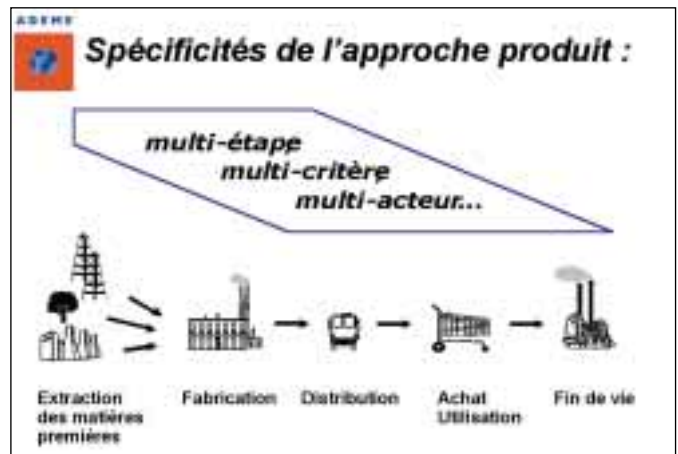 ADEME
Spécificités de l'approche produit :
multi-étape
multi-critère
multi-acteur...
Extraction
des matières
premières
Fabrication
Distribution
Achat
Utilisation
Fin de vie